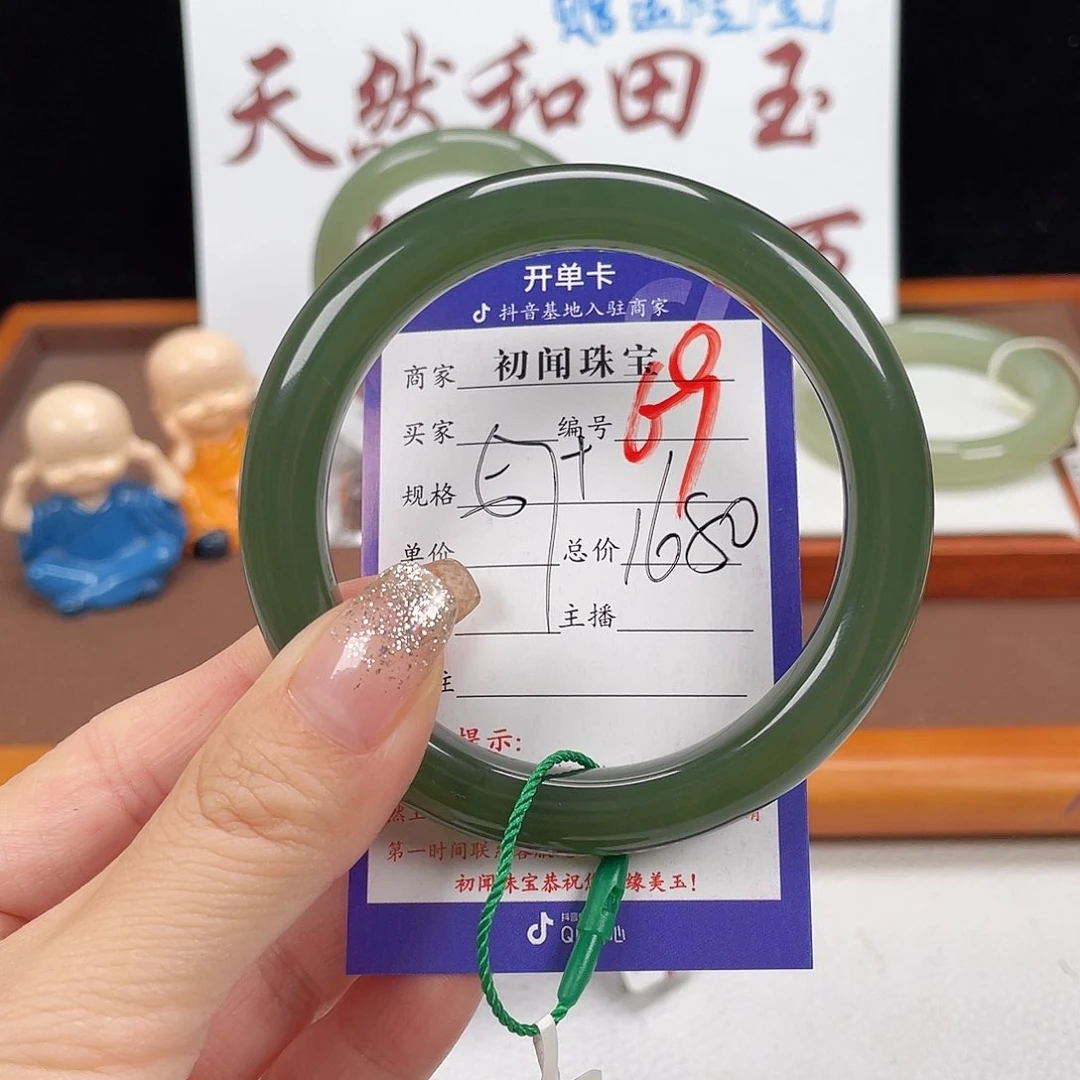 天然和田玉
开单卡
抖音基地入驻商家
商家 初闻珠宝
买家 编号 69
规格 57+
单价 总价 1680
主播
提示:
第一时间联
初闻珠宝恭祝 缘美玉!